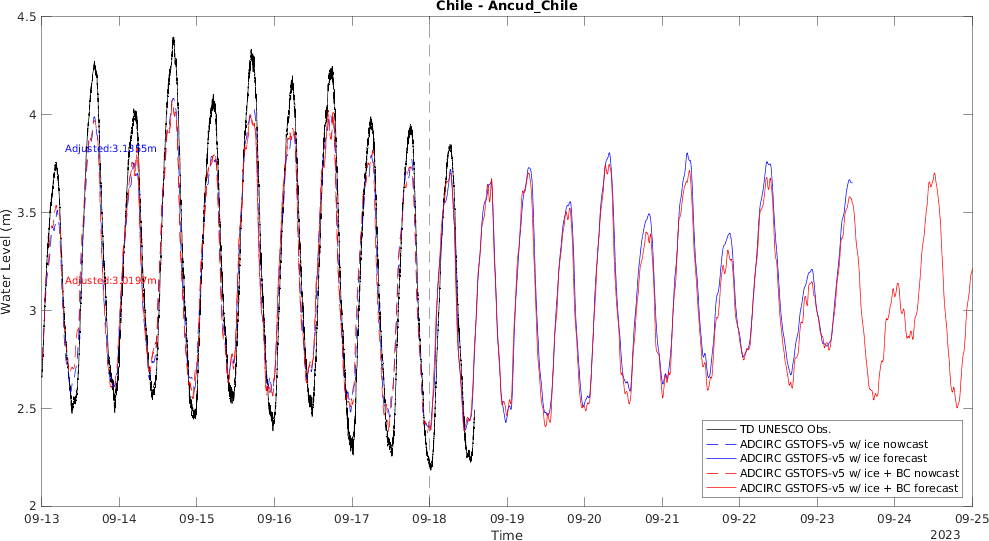 Chile - Ancud_Chile
4.5
4
3.5
3
2.5
2
Water Level (m)
Adjusted:3.1355m
Adjusted:3.0197m
TD UNESCO Obs.
ADCIRC GSTOFS-v5 w/ ice nowcast
ADCIRC GSTOFS-v5 w/ ice forecast
ADCIRC GSTOFS-v5 w/ ice + BC nowcast
ADCIRC GSTOFS-v5 w/ ice + BC forecast
09-13 09-14 09-15 09-16 09-17 09-18 09-19 09-20 09-21 09-22 09-23 09-24 09-25
Time
2023